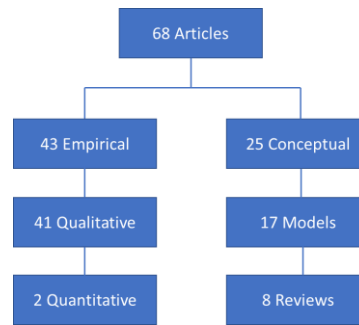 68 Articles
43 Empirical
25 Conceptual
41 Qualitative
17 Models
2 Quantitative
8 Reviews